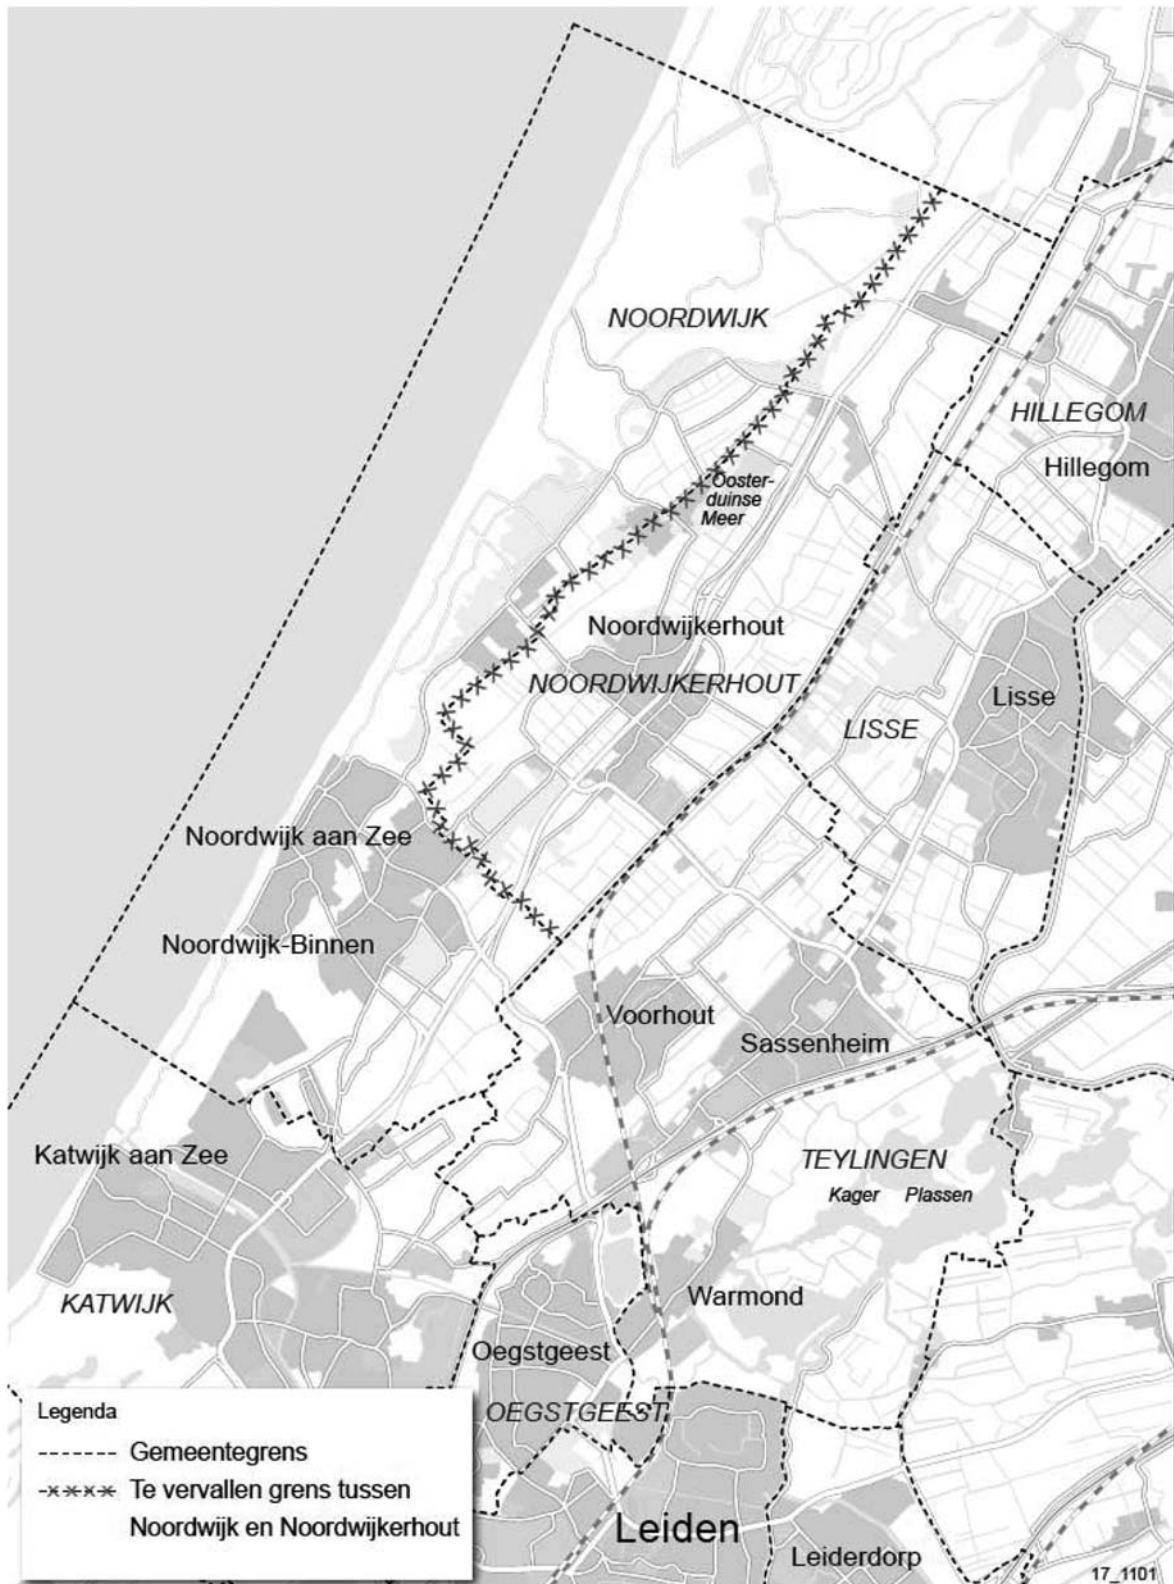 NOORDWIJK
HILLEGOM
Hillegom
Ooster-
duinse
Meer
Noordwijkerhout
NOORDWIJKERHOUT
Lisse
LISSE
Noordwijk aan Zee
Noordwijk-Binnen
Voorhout
Sassenheim
Katwijk aan Zee
TEYLINGEN
Kager Plassen
KATWIJK
Warmond
Oegstgeest
OEGSTGEEST
Leiden
Leiderdorp
Legenda
Gemeentegrens
Te vervallen grens tussen
Noordwijk en Noordwijkerhout
17_1101